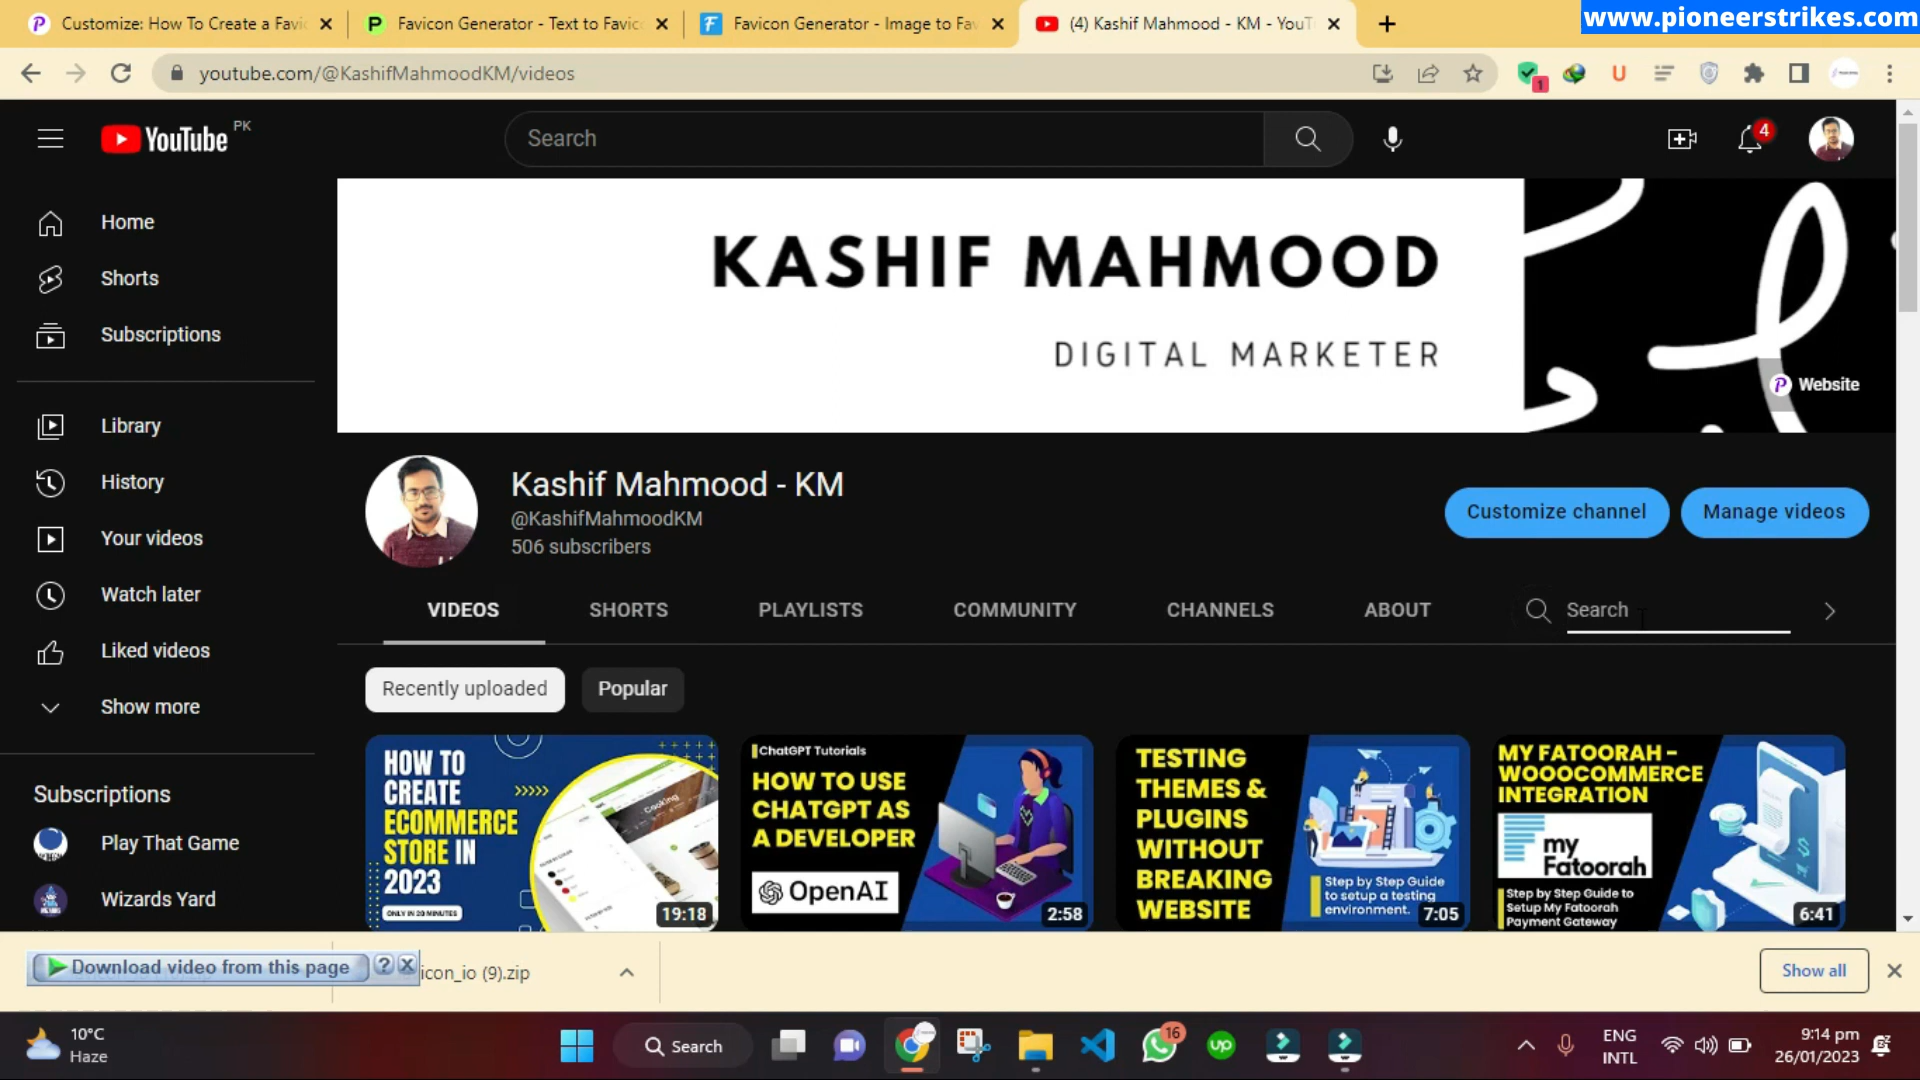 Customize: How To Create a Favi
Favicon Generator - Text to Favic
Favicon Generator - Image to Fav
(4) Kashif Mahmood - KM - YouT
www.pioneerstrikes.com
youtube.com/@KashifMahmoodKM/videos
1
YouTube PK
Search
4
Home
Shorts
Subscriptions
Library
History
Your videos
Watch later
Liked videos
Show more
Subscriptions
Play That Game
Wizards Yard
KASHIF MAHMOOD
DIGITAL MARKETER
Website
Kashif Mahmood - KM
@KashifMahmoodKM
506 subscribers
Customize channel
Manage videos
VIDEOS
SHORTS
PLAYLISTS
COMMUNITY
CHANNELS
ABOUT
Search
Recently uploaded
Popular
HOW TO
CREATE
ECOMMERCE
STORE IN
2023
ONLY IN 20 MINUTES
Cooking
19:18
ChatGPT Tutorials
HOW TO USE
CHATGPT AS
A DEVELOPER
OpenAI
2:58
TESTING
THEMES &
PLUGINS
WITHOUT
BREAKING
WEBSITE
Step by Step Guide
to setup a testing
environment.
7:05
MY FATOORAH -
WOOOCOMMERCE
INTEGRATION
my
Fatoorah
Step by Step Guide to
Setup My Fatoorah
Payment Gateway
6:41
Download video from this page
icon_io (9).zip
Show all
10°C
Haze
Search
16
up
ENG
INTL
9:14 pm
26/01/2023